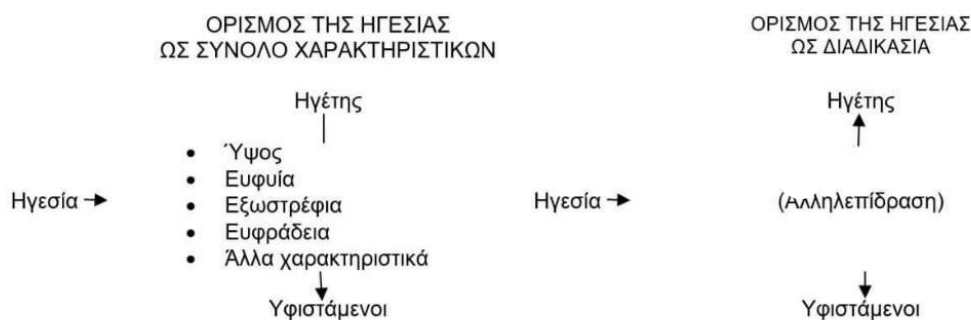 ΟΡΙΣΜΟΣ ΤΗΣ ΗΓΕΣΙΑΣ
ΩΣ ΣΥΝΟΛΟ ΧΑΡΑΚΤΗΡΙΣΤΙΚΩΝ
Ηγέτης
• Ύψος
• Ευφυία
Ηγεσία
• Εξωστρέφια
• Ευφράδεια
• Άλλα χαρακτηριστικά
Υφιστάμενοι
ΟΡΙΣΜΟΣ ΤΗΣ ΗΓΕΣΙΑΣ
ΩΣ ΔΙΑΔΙΚΑΣΙΑ
Ηγέτης
Ηγεσία
(Αλληλεπίδραση)
Υφιστάμενοι